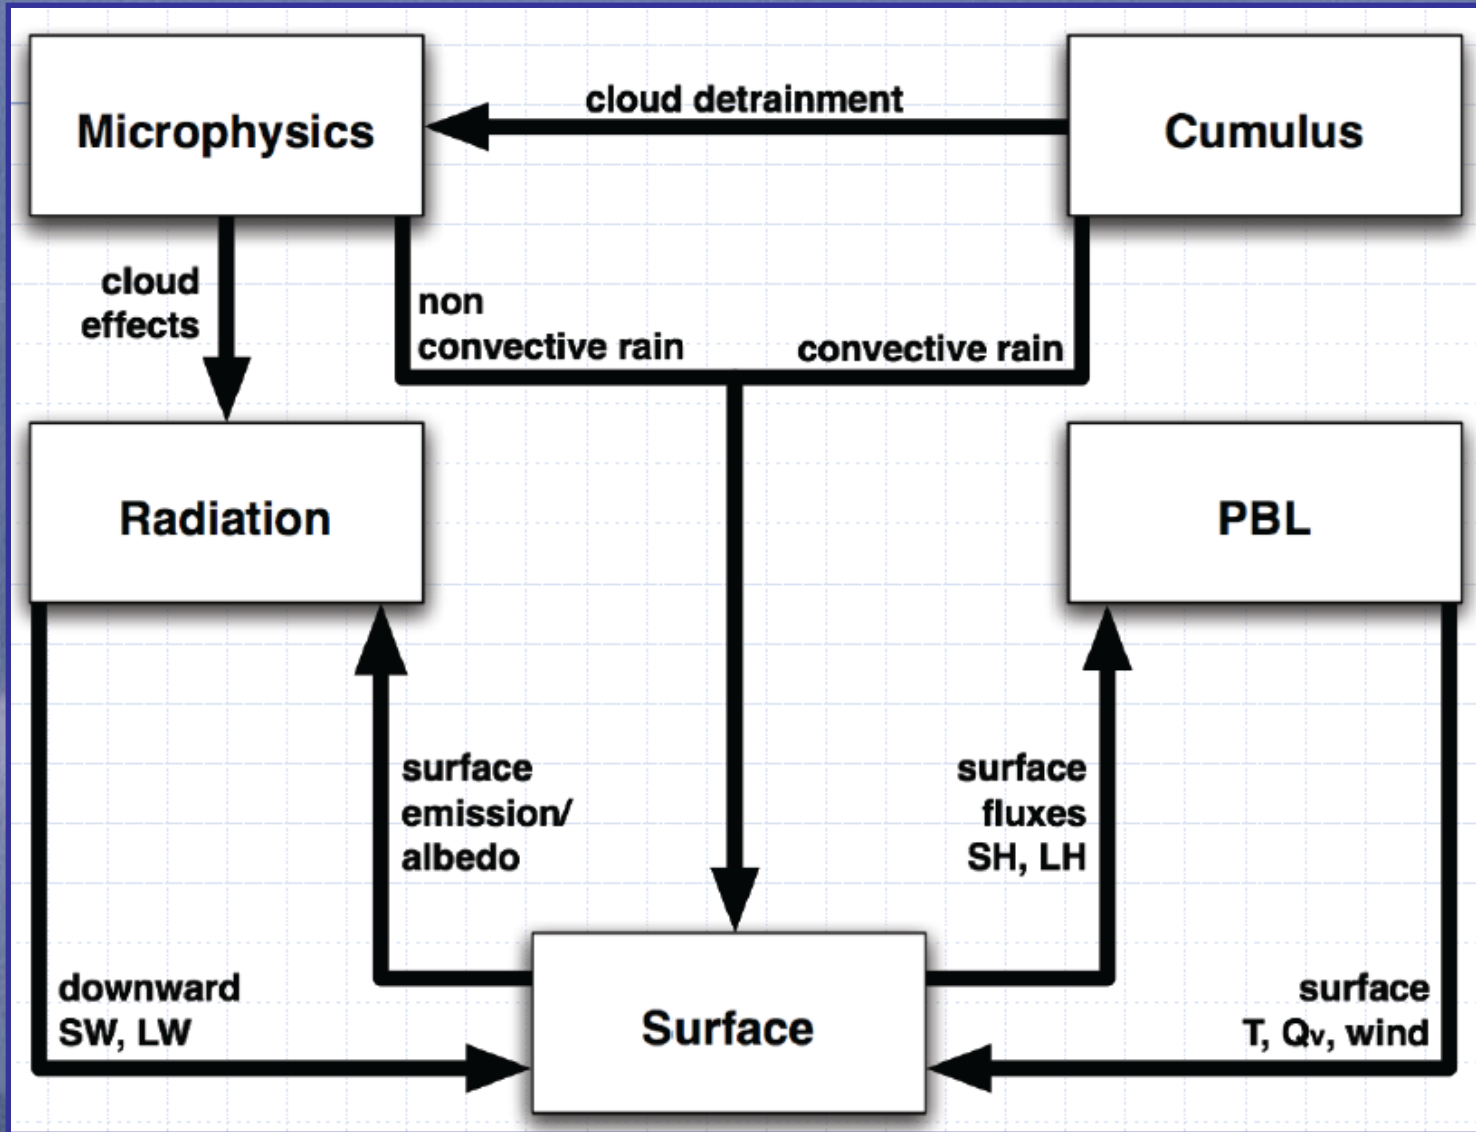 Microphysics
cloud detrainment
Cumulus
cloud
effects
non
convective rain
convective rain
Radiation
PBL
surface
emission/
albedo
surface
fluxes
SH, LH
downward
SW, LW
Surface
surface
T, Qv, wind